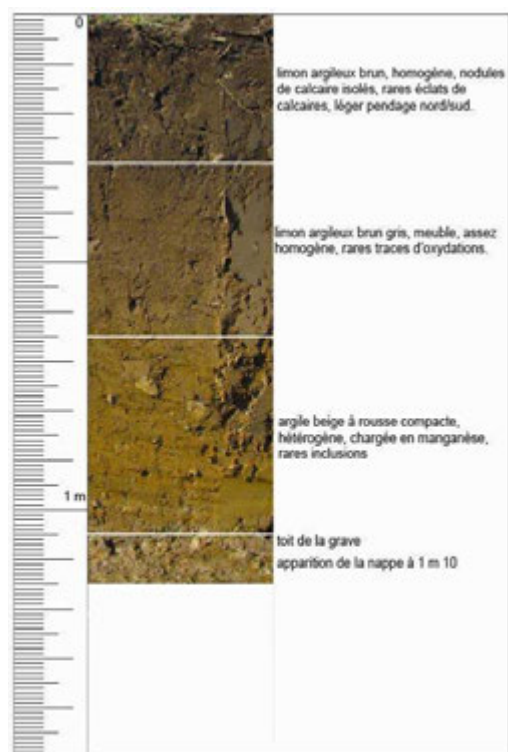 0
limon argileux brun, homogène, nodules
de calcaire isolés, rares éclats de
calcaires, léger pendage nord/sud.
limon argileux brun gris, meuble, assez
homogène, rares traces d'oxydations.
argile beige à rousse compacte,
hétérogène, chargée en manganèse,
rares inclusions
1 m
toit de la grave
apparition de la nappe à 1 m 10